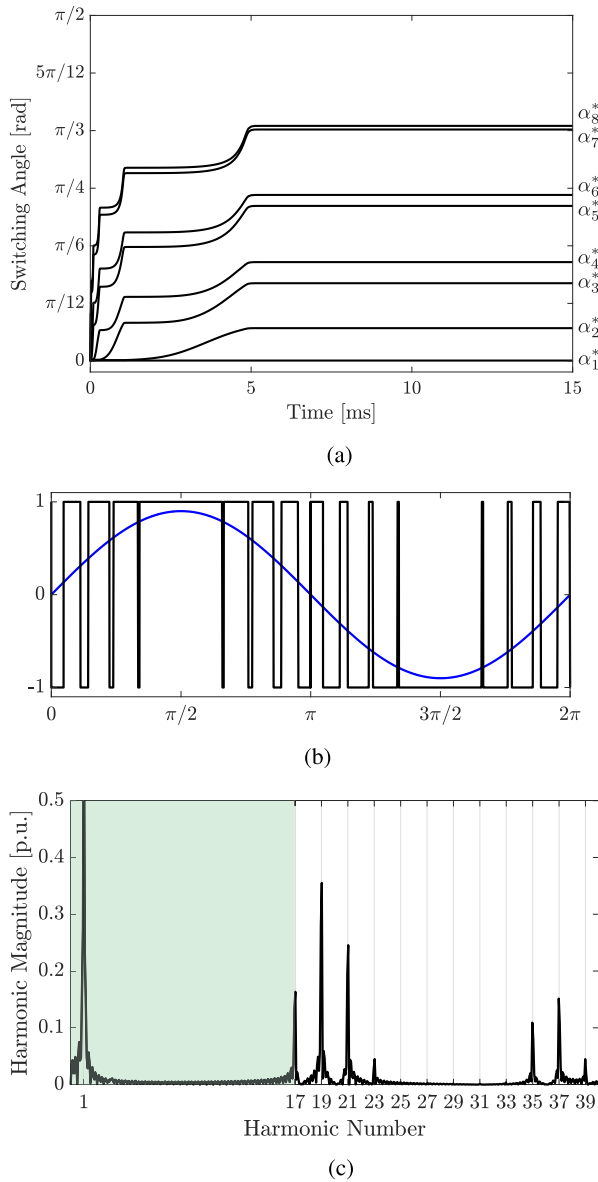 π/2
5π/12
π/3
π/4
π/6
π/12
0
Switching Angle [rad]
α*8
α*7
α*6
α*5
α*4
α*3
α*2
α*1
0 5 10 15
Time [ms]
(a)
1
0
-1
0 π/2 π 3π/2 2π
(b)
0.5
0.4
0.3
0.2
0.1
0
Harmonic Magnitude [p.u.]
1 17 19 21 23 25 27 29 31 33 35 37 39
Harmonic Number
(c)